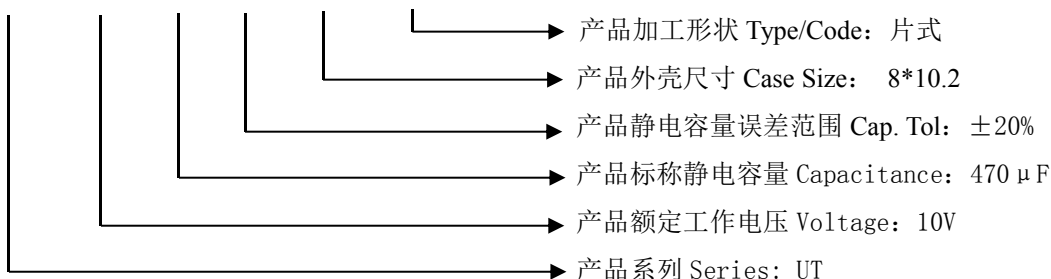 产品加工形状 Type/Code：片式
产品外壳尺寸 Case Size： 8*10.2
产品静电容量误差范围 Cap. Tol：±20%
产品标称静电容量 Capacitance：470μF
产品额定工作电压 Voltage：10V
产品系列 Series: UT